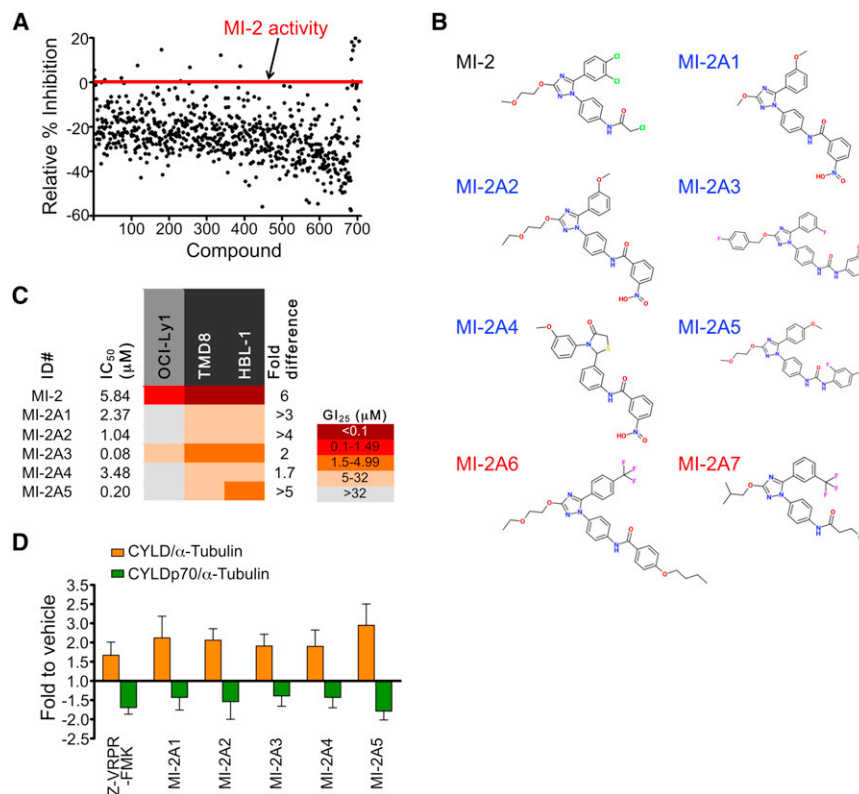 A
MI-2 activity
Relative % Inhibition
20
0
-20
-40
-60
100 200 300 400 500 600 700
Compound
B
MI-2
MI-2A1
MI-2A2
MI-2A3
MI-2A4
MI-2A5
MI-2A6
MI-2A7
C
ID#
IC50 (μM)
OCI-Ly1
TMD8
HBL-1
Fold difference
MI-2 5.84 6
MI-2A1 2.37 >3
MI-2A2 1.04 >4
MI-2A3 0.08 2
MI-2A4 3.48 1.7
MI-2A5 0.20 >5
GI25 (μM)
<0.1
0.1-1.49
1.5-4.99
5-32
>32
D
CYLD/α-Tubulin
CYLDp70/α-Tubulin
Fold to vehicle
3.5
3.0
2.5
2.0
1.5
1.0
-1.5
-2.0
-2.5
Z-VRPR
-FMK
MI-2A1
MI-2A2
MI-2A3
MI-2A4
MI-2A5